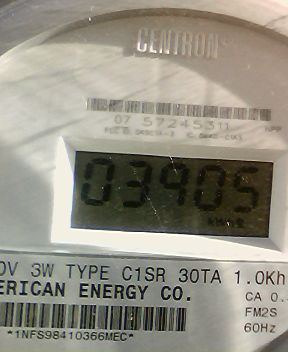 CENTRON
07 57245311
03905
0V 3W TYPE C1SR 30TA 1.0Kh
ERICAN ENERGY CO.
CA 0.
FM2S
*1NFS98410366MEC* 60Hz